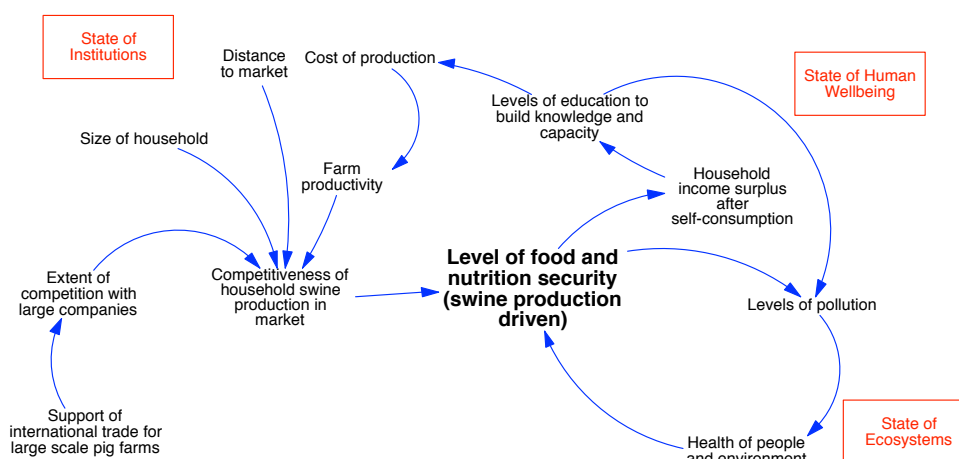 State of
Institutions
Distance
to market
Cost of production
State of Human
Wellbeing
Levels of education to
build knowledge and
capacity
Size of household
Farm
productivity
Household
income surplus
after
self-consumption
Level of food and
nutrition security
(swine production
driven)
Competitiveness of
household swine
production in
market
Extent of
competition with
large companies
Levels of pollution
Support of
international trade for
large scale pig farms
State of
Ecosystems
Health of people
and environment